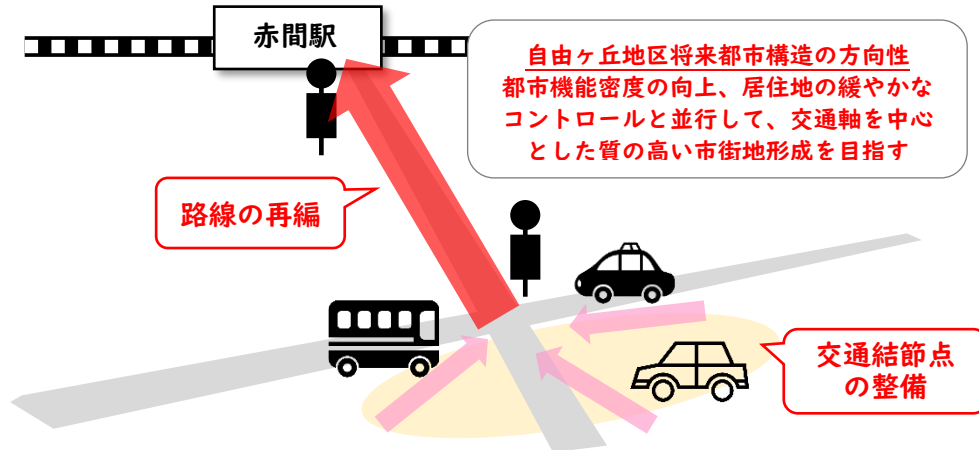 赤間駅
自由ヶ丘地区将来都市構造の方向性
都市機能密度の向上、居住地の緩やかな
コントロールと並行して、交通軸を中心
とした質の高い市街地形成を目指す
路線の再編
交通結節点
の整備